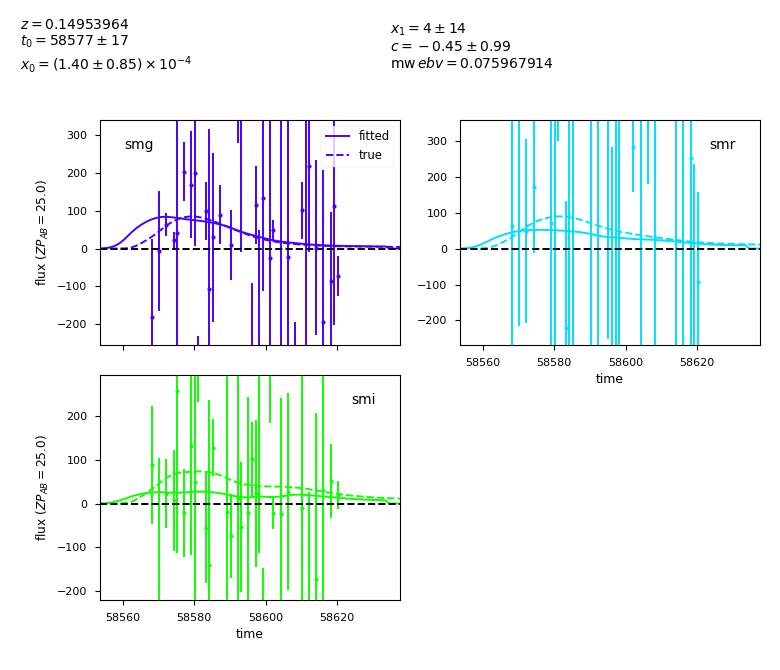 z = 0.14953964
t₀ = 58577 ± 17
x₀ = (1.40 ± 0.85) × 10⁻⁴
x₁ = 4 ± 14
c = −0.45 ± 0.99
mw ebv = 0.075967914
smg
fitted
true
300
200
100
0
−100
−200
flux (ZP_AB = 25.0)
smr
300
200
100
0
−100
−200
58560 58580 58600 58620
time
smi
200
100
0
−100
−200
flux (ZP_AB = 25.0)
58560 58580 58600 58620
time